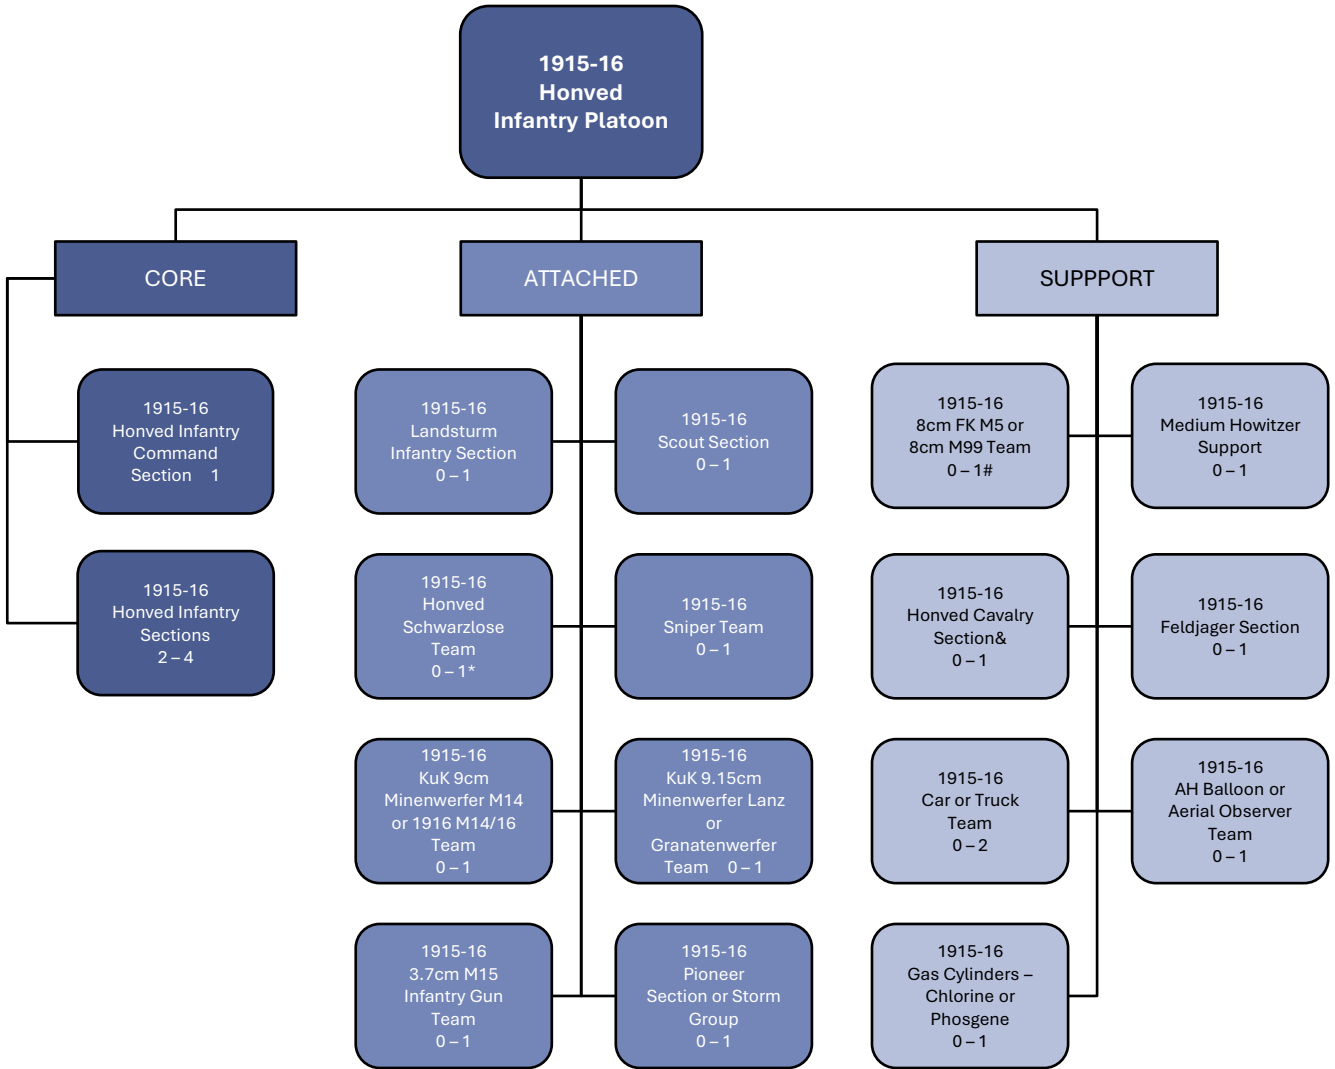 1915-16
Honved
Infantry Platoon
CORE
ATTACHED
SUPPPORT
1915-16
Honved Infantry
Command
Section 1
1915-16
Honved Infantry
Sections
2 – 4
1915-16
Landsturm
Infantry Section
0 – 1
1915-16
Scout Section
0 – 1
1915-16
Honved
Schwarzlose
Team
0 – 1*
1915-16
Sniper Team
0 – 1
1915-16
KuK 9cm
Minenwerfer M14
or 1916 M14/16
Team
0 – 1
1915-16
KuK 9.15cm
Minenwerfer Lanz
or
Granatenwerfer
Team 0 – 1
1915-16
3.7cm M15
Infantry Gun
Team
0 – 1
1915-16
Pioneer
Section or Storm
Group
0 – 1
1915-16
8cm FK M5 or
8cm M99 Team
0 – 1#
1915-16
Medium Howitzer
Support
0 – 1
1915-16
Honved Cavalry
Section&
0 – 1
1915-16
Feldjager Section
0 – 1
1915-16
Car or Truck
Team
0 – 2
1915-16
AH Balloon or
Aerial Observer
Team
0 – 1
1915-16
Gas Cylinders –
Chlorine or
Phosgene
0 – 1